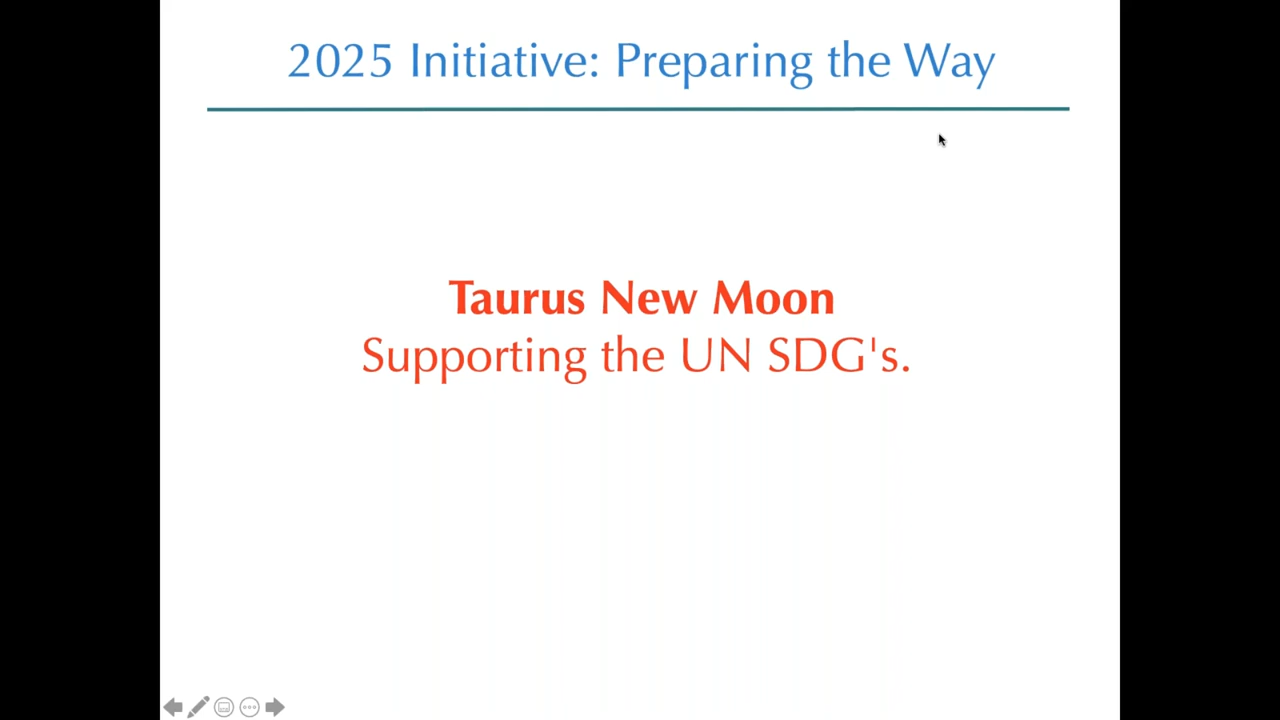 2025 Initiative: Preparing the Way
Taurus New Moon
Supporting the UN SDG's.